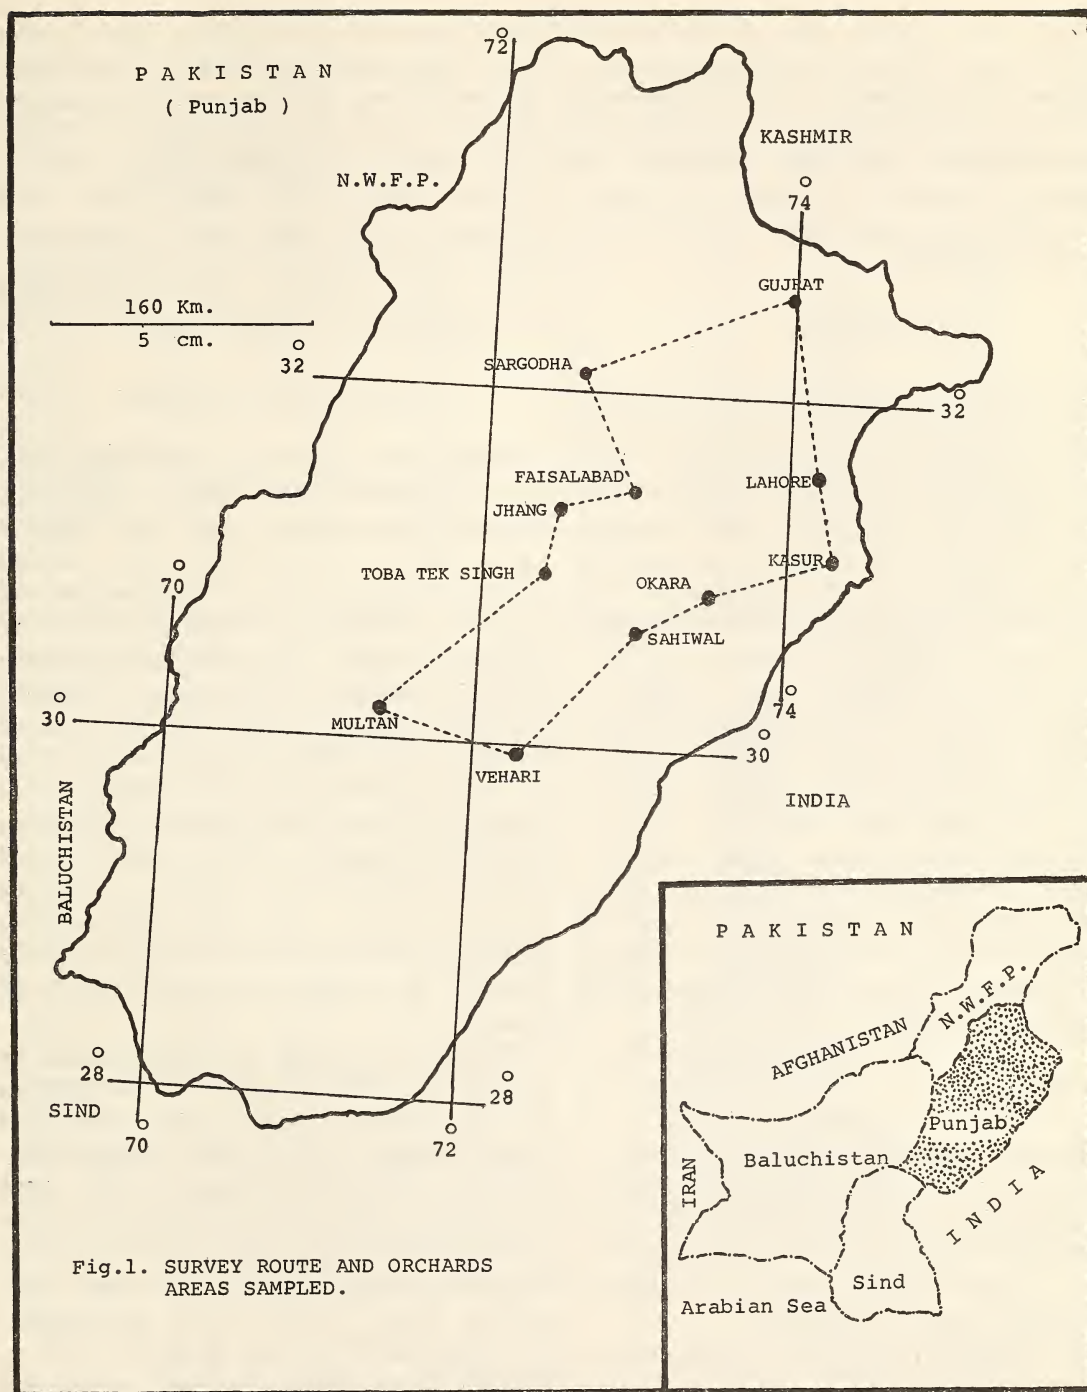 72°
PAKISTAN
( Punjab )
KASHMIR
N.W.F.P.
74°
GUJRAT
160 Km.
5 cm.
32°
SARGODHA
32°
FAISALABAD
LAHORE
JHANG
KASUR
TOBA TEK SINGH
70°
OKARA
SAHIWAL
30°
MULTAN
74°
30°
VEHARI
INDIA
BALUCHISTAN
28°
28°
SIND
70°
72°
PAKISTAN
N.W.F.P.
AFGHANISTAN
Punjab
Baluchistan
IRAN
INDIA
Sind
Arabian Sea
Fig.1. SURVEY ROUTE AND ORCHARDS
AREAS SAMPLED.